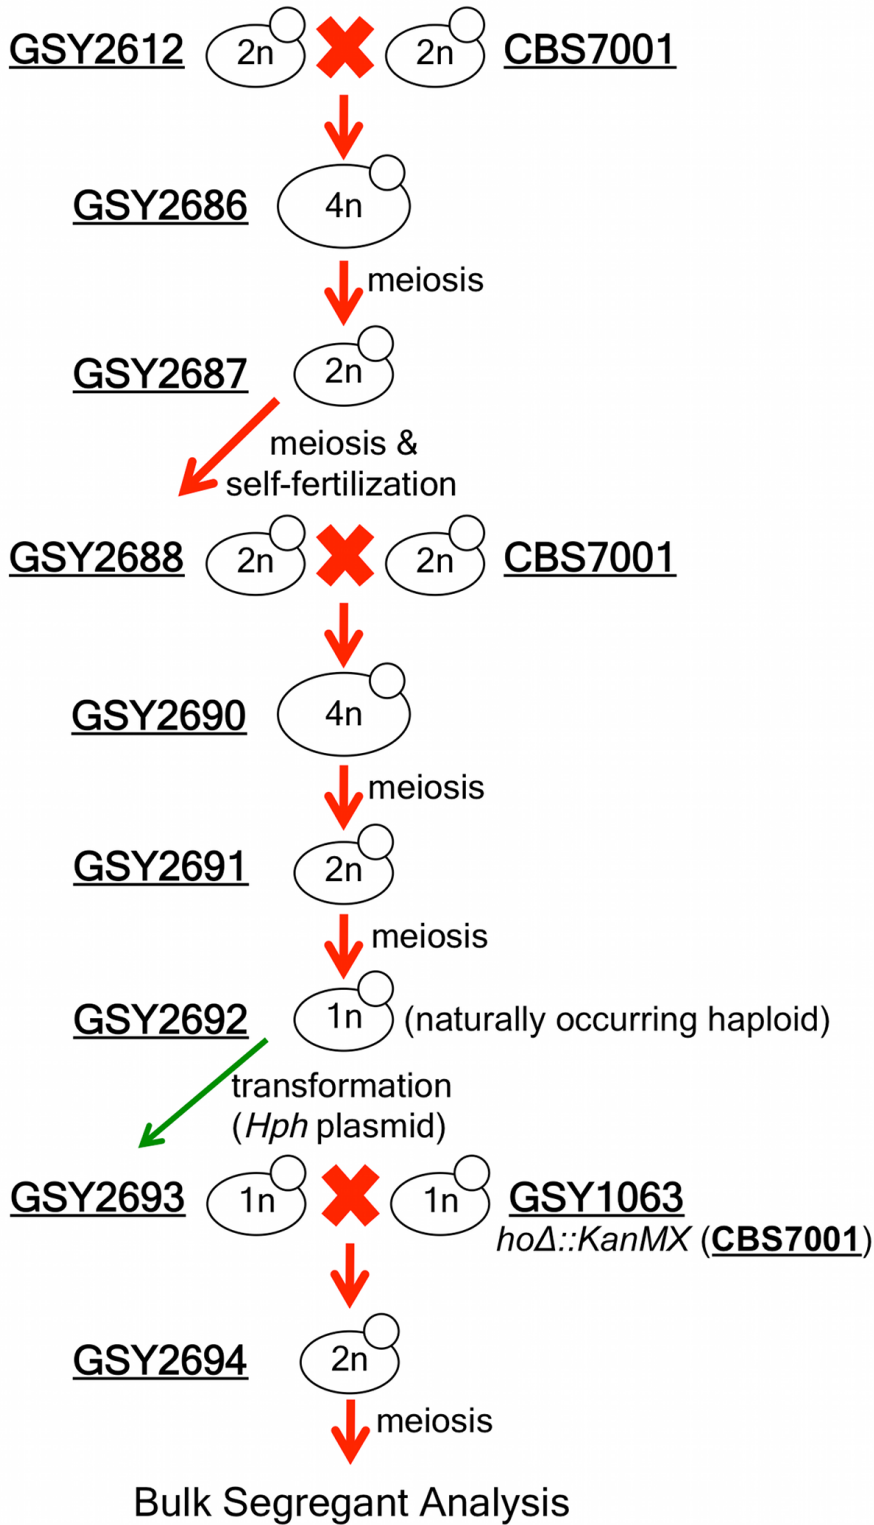 GSY2612 2n 2n CBS7001
GSY2686 4n
meiosis
GSY2687 2n
meiosis &
self-fertilization
GSY2688 2n 2n CBS7001
GSY2690 4n
meiosis
GSY2691 2n
meiosis
GSY2692 1n (naturally occurring haploid)
transformation
(Hph plasmid)
GSY2693 1n 1n GSY1063
hoΔ::KanMX (CBS7001)
GSY2694 2n
meiosis
Bulk Segregant Analysis